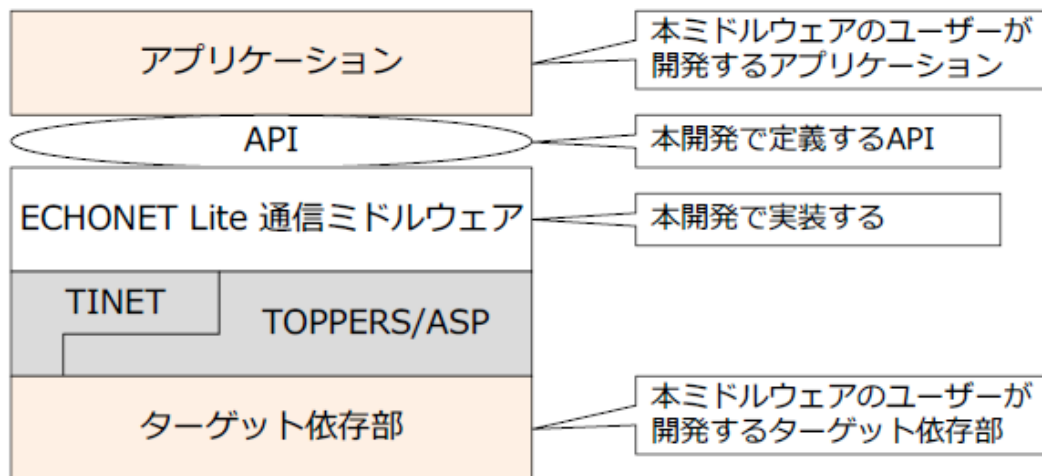 アプリケーション
本ミドルウェアのユーザーが
開発するアプリケーション
API
本開発で定義するAPI
ECHONET Lite 通信ミドルウェア
本開発で実装する
TINET
TOPPERS/ASP
ターゲット依存部
本ミドルウェアのユーザーが
開発するターゲット依存部